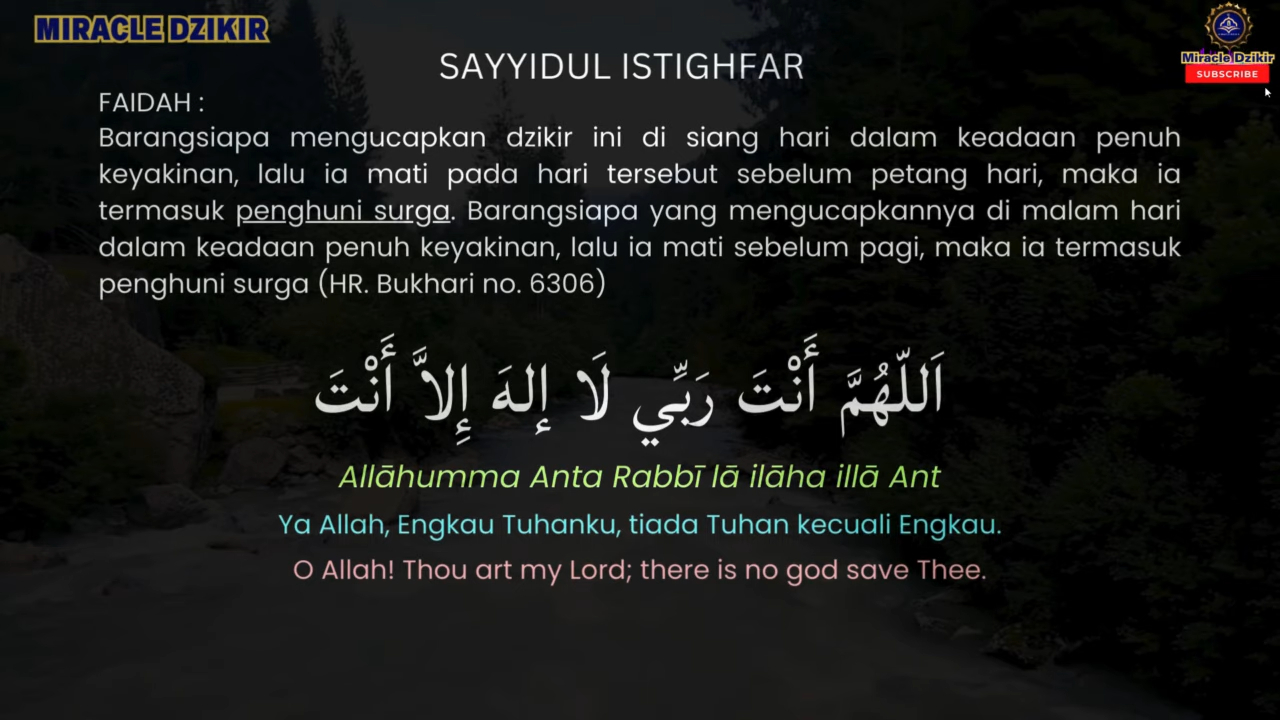 MIRACLE DZIKIR
Miracle Dzikir
SUBSCRIBE
SAYYIDUL ISTIGHFAR
FAIDAH :
Barangsiapa mengucapkan dzikir ini di siang hari dalam keadaan penuh
keyakinan, lalu ia mati pada hari tersebut sebelum petang hari, maka ia
termasuk penghuni surga. Barangsiapa yang mengucapkannya di malam hari
dalam keadaan penuh keyakinan, lalu ia mati sebelum pagi, maka ia termasuk
penghuni surga (HR. Bukhari no. 6306)
اَللّهُمَّ أَنْتَ رَبِّي لَا إِلهَ إِلاَّ أَنْتَ
Allāhumma Anta Rabbī lā ilāha illā Ant
Ya Allah, Engkau Tuhanku, tiada Tuhan kecuali Engkau.
O Allah! Thou art my Lord; there is no god save Thee.